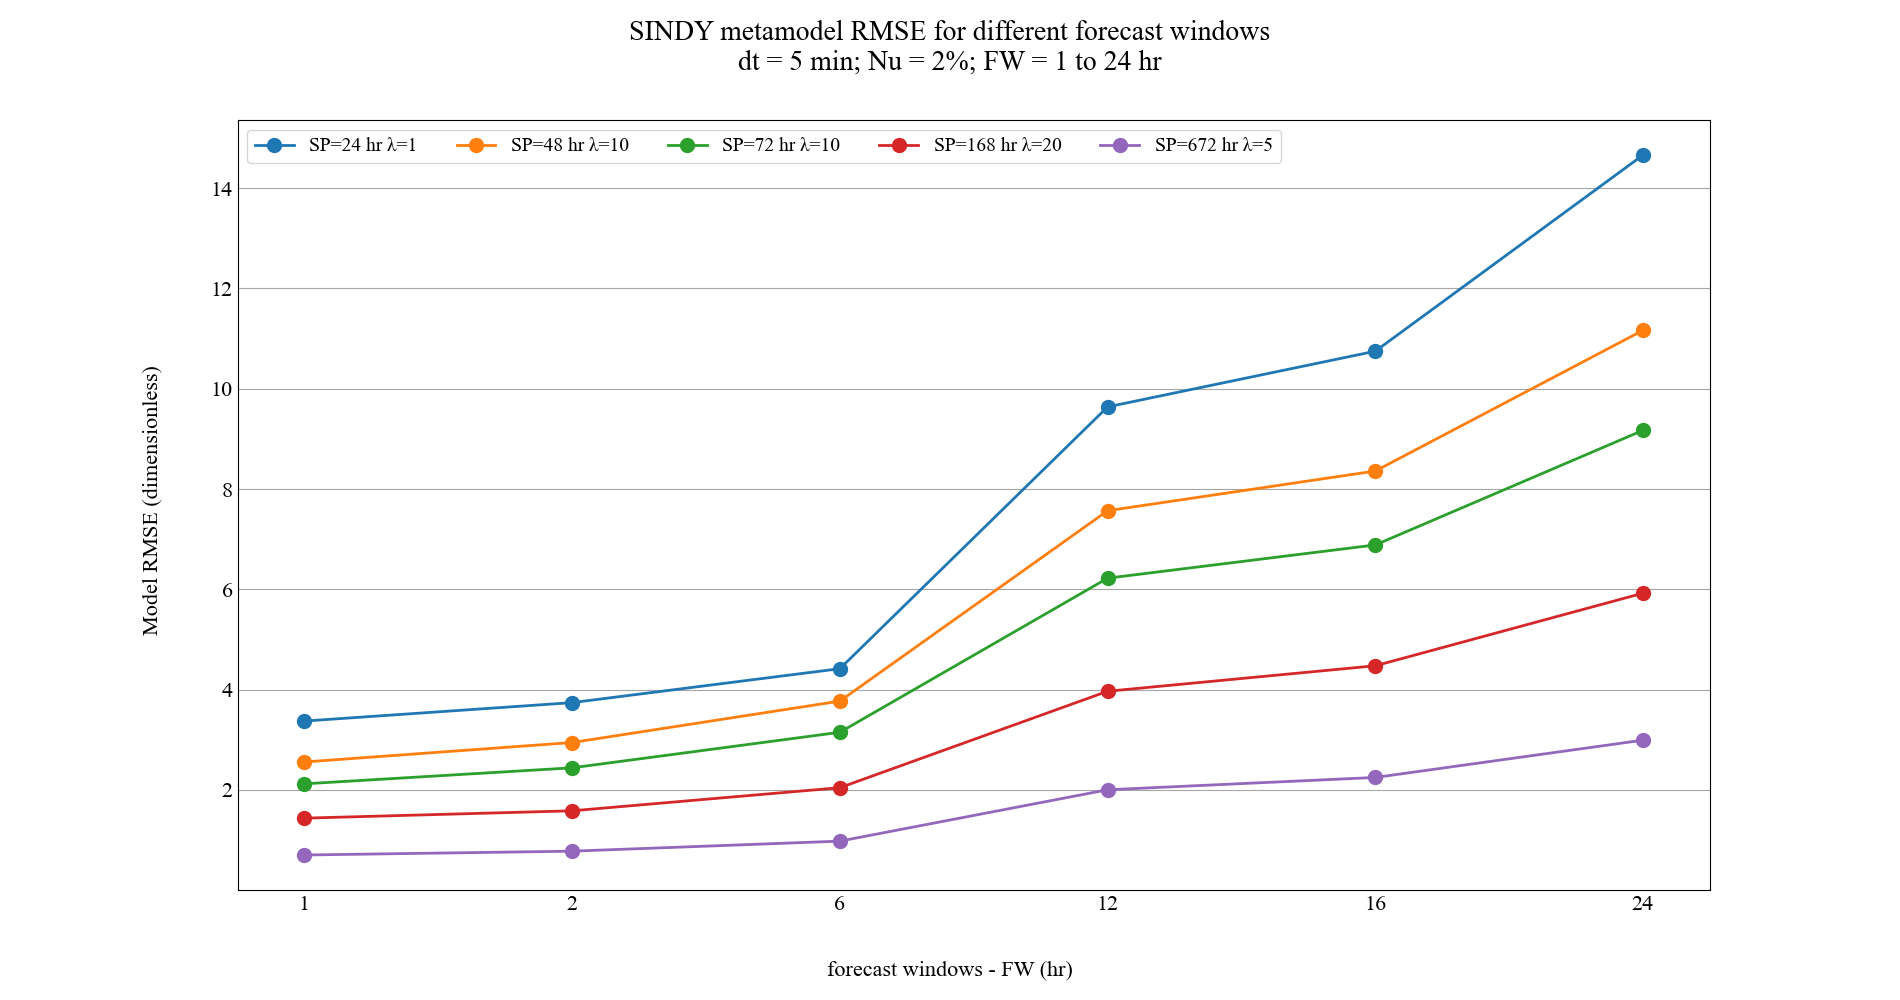 SINDY metamodel RMSE for different forecast windows
dt = 5 min; Nu = 2%; FW = 1 to 24 hr
SP=24 hr λ=1
SP=48 hr λ=10
SP=72 hr λ=10
SP=168 hr λ=20
SP=672 hr λ=5
14
12
10
8
6
4
2
Model RMSE (dimensionless)
1
2
6
12
16
24
forecast windows - FW (hr)